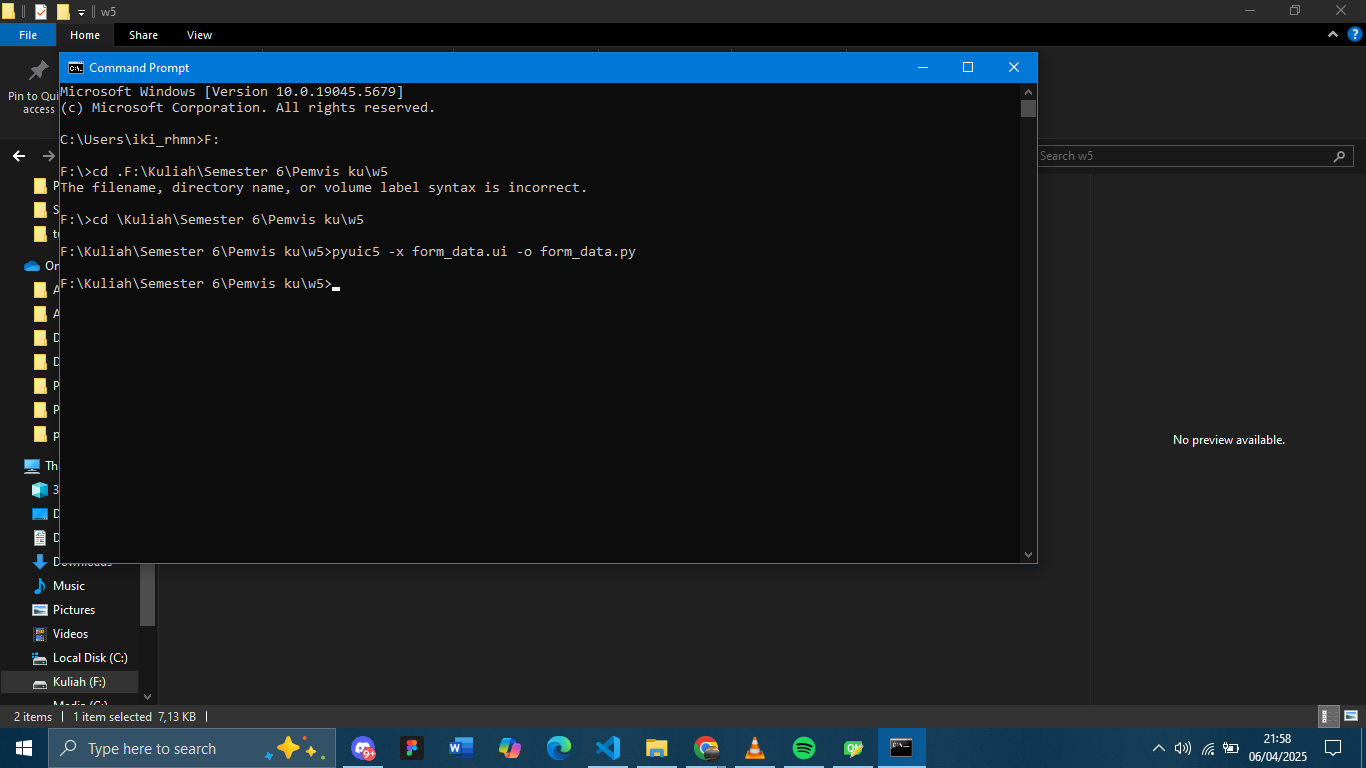 w5
File Home Share View
Pin to Qui
access
Command Prompt
Microsoft Windows [Version 10.0.19045.5679]
(c) Microsoft Corporation. All rights reserved.
C:\Users\iki_rhmn>F:
F:\>cd .F:\Kuliah\Semester 6\Pemvis ku\w5
The filename, directory name, or volume label syntax is incorrect.
F:\>cd \Kuliah\Semester 6\Pemvis ku\w5
F:\Kuliah\Semester 6\Pemvis ku\w5>pyuic5 -x form_data.ui -o form_data.py
F:\Kuliah\Semester 6\Pemvis ku\w5>
Search w5
No preview available.
Downloads
Music
Pictures
Videos
Local Disk (C:)
Kuliah (F:)
2 items 1 item selected 7,13 KB
Type here to search
9+
21:58
06/04/2025